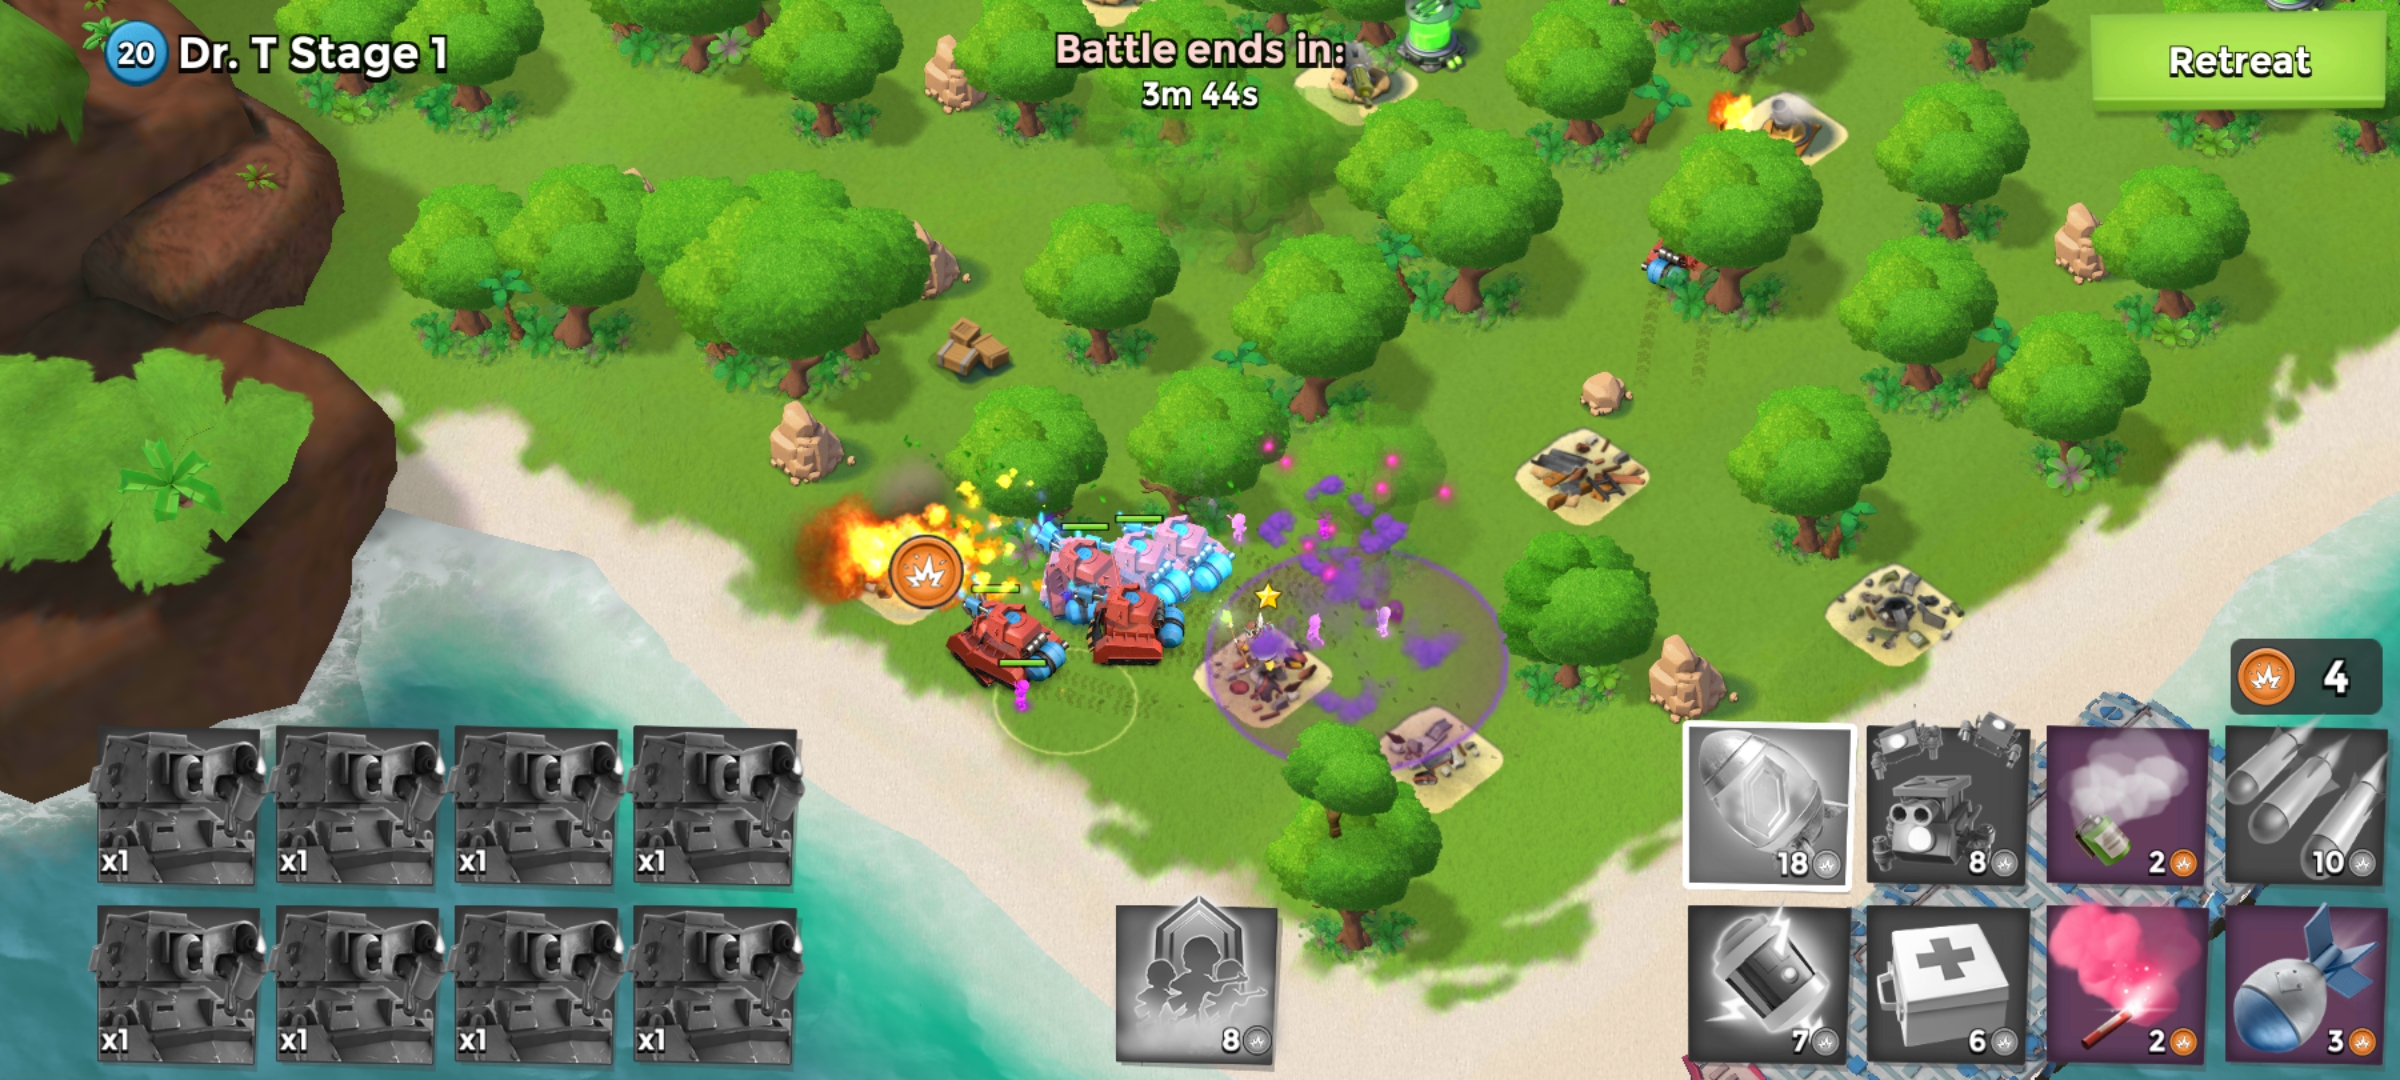 20 Dr. T Stage 1
Battle ends in:
3m 44s
Retreat
4
x1 x1 x1 x1
18 8 2 10
x1 x1 x1 x1
8
7 6 2 3